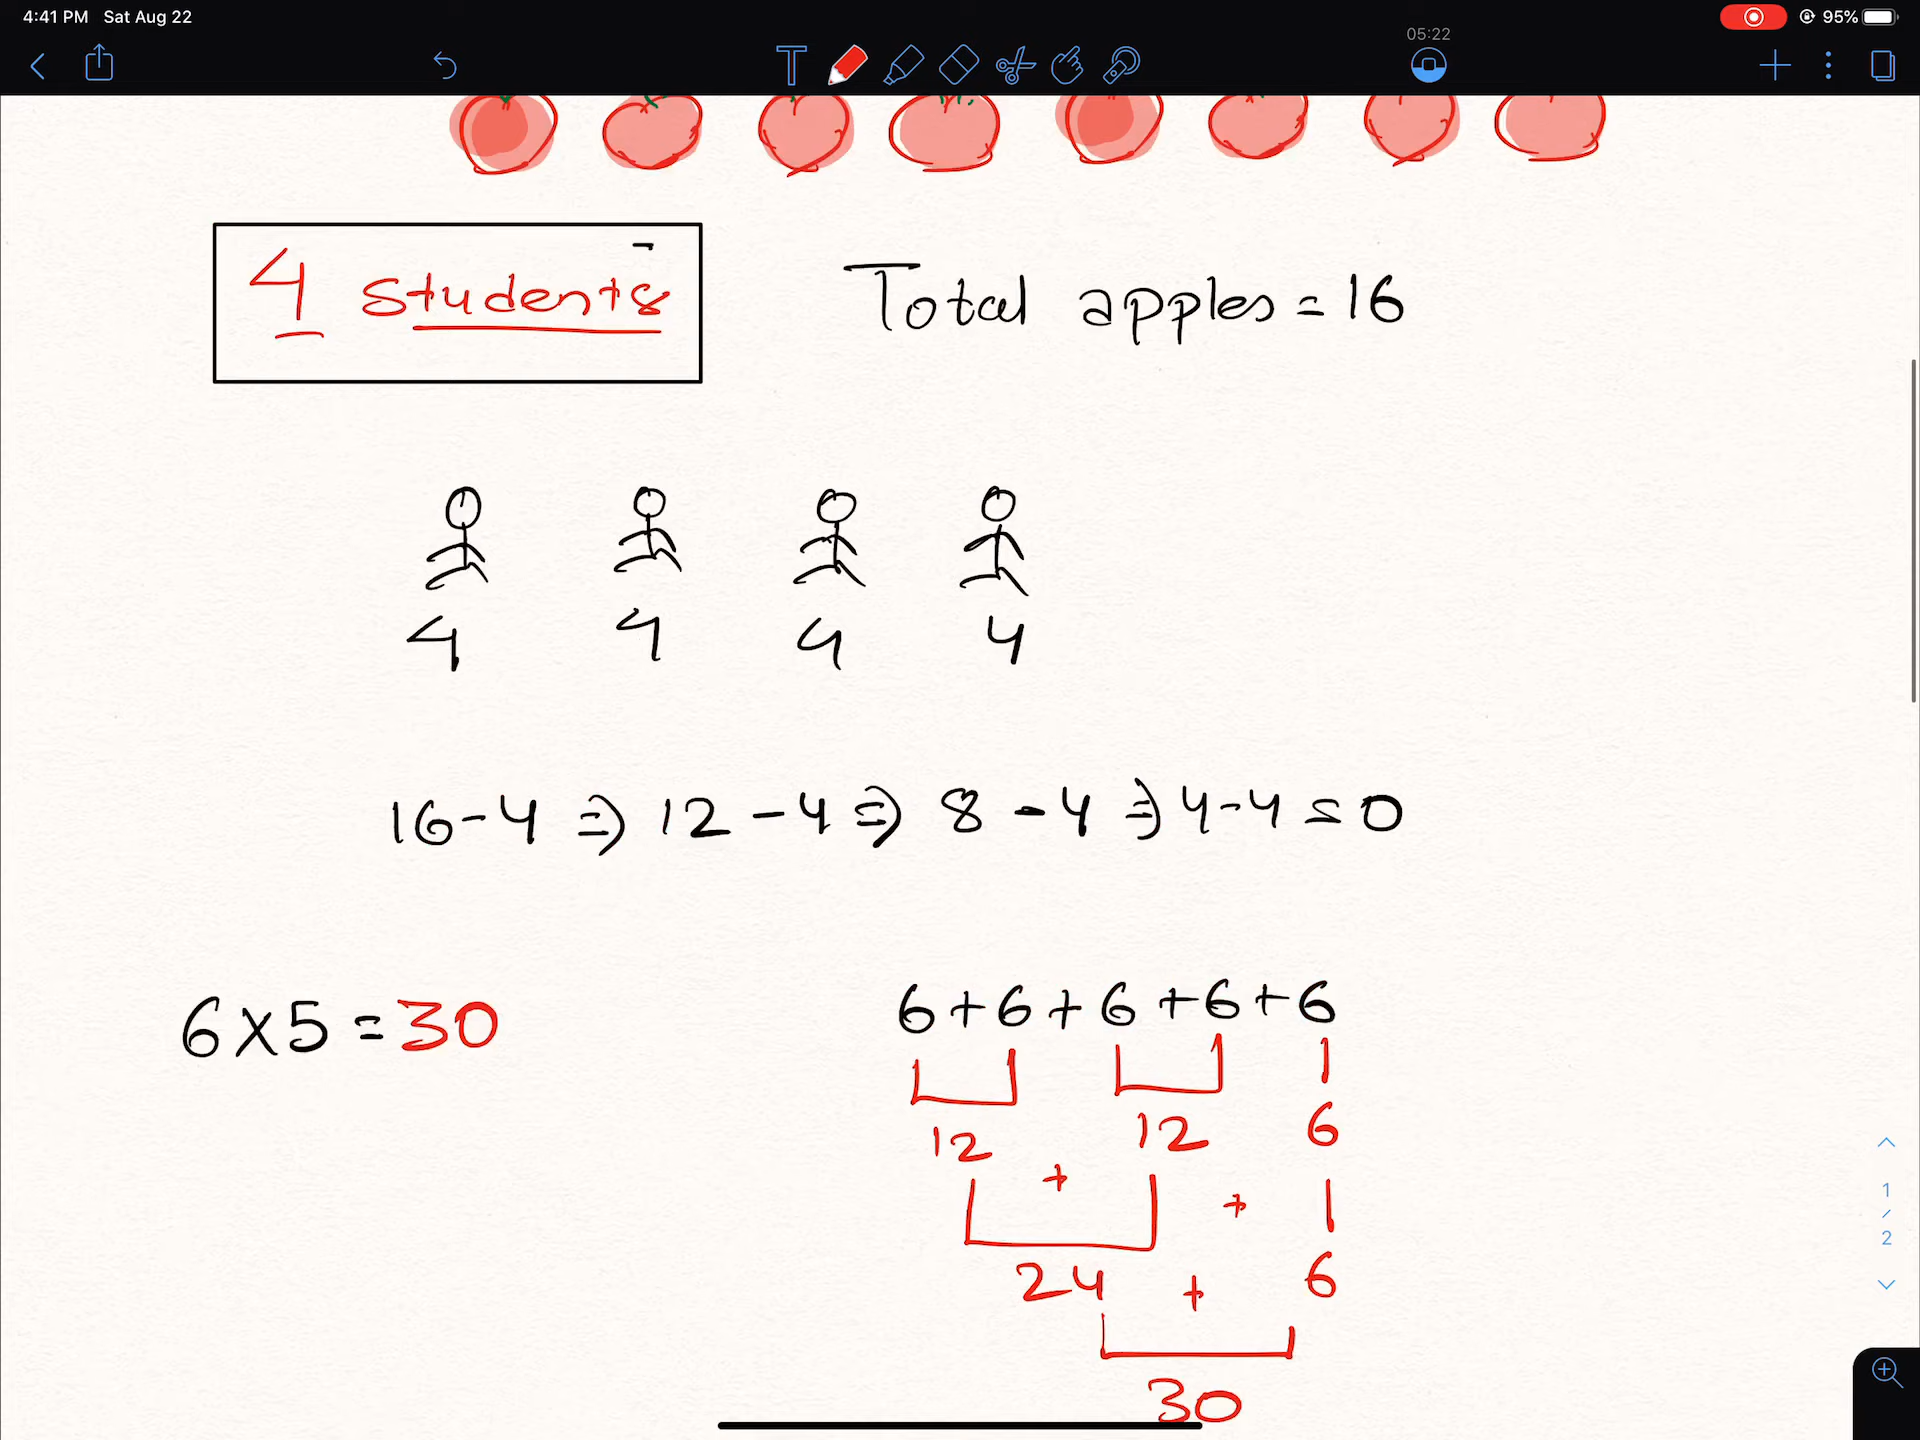 4:41 PM Sat Aug 22
95%
05:22
4 students
Total apples = 16
4 4 4 4
16-4 => 12-4 => 8-4 => 4-4 = 0
6x5 = 30
6+6+6+6+6
12 12 6
+ +
24 + 6
30
1
/
2